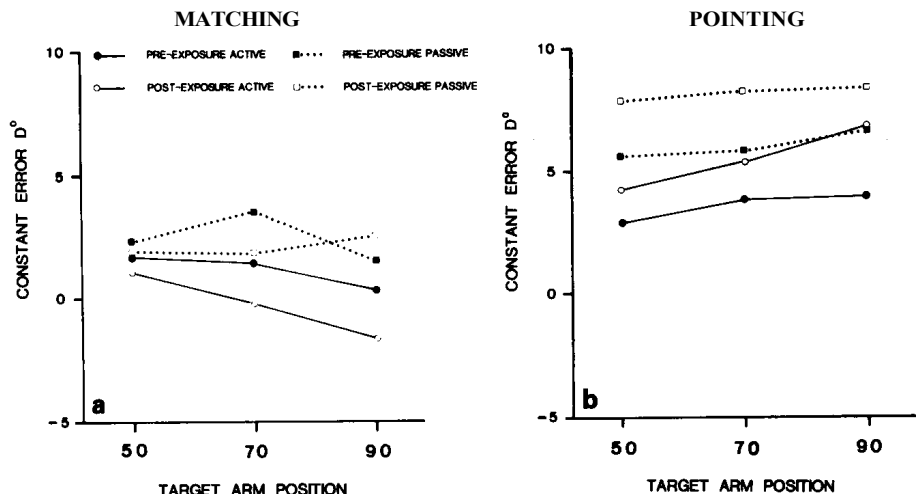 MATCHING
POINTING
10
PRE-EXPOSURE ACTIVE
PRE-EXPOSURE PASSIVE
POST-EXPOSURE ACTIVE
POST-EXPOSURE PASSIVE
5
0
-5
CONSTANT ERROR D°
a
50 70 90
TARGET ARM POSITION
10
5
0
-5
CONSTANT ERROR D°
b
50 70 90
TARGET ARM POSITION